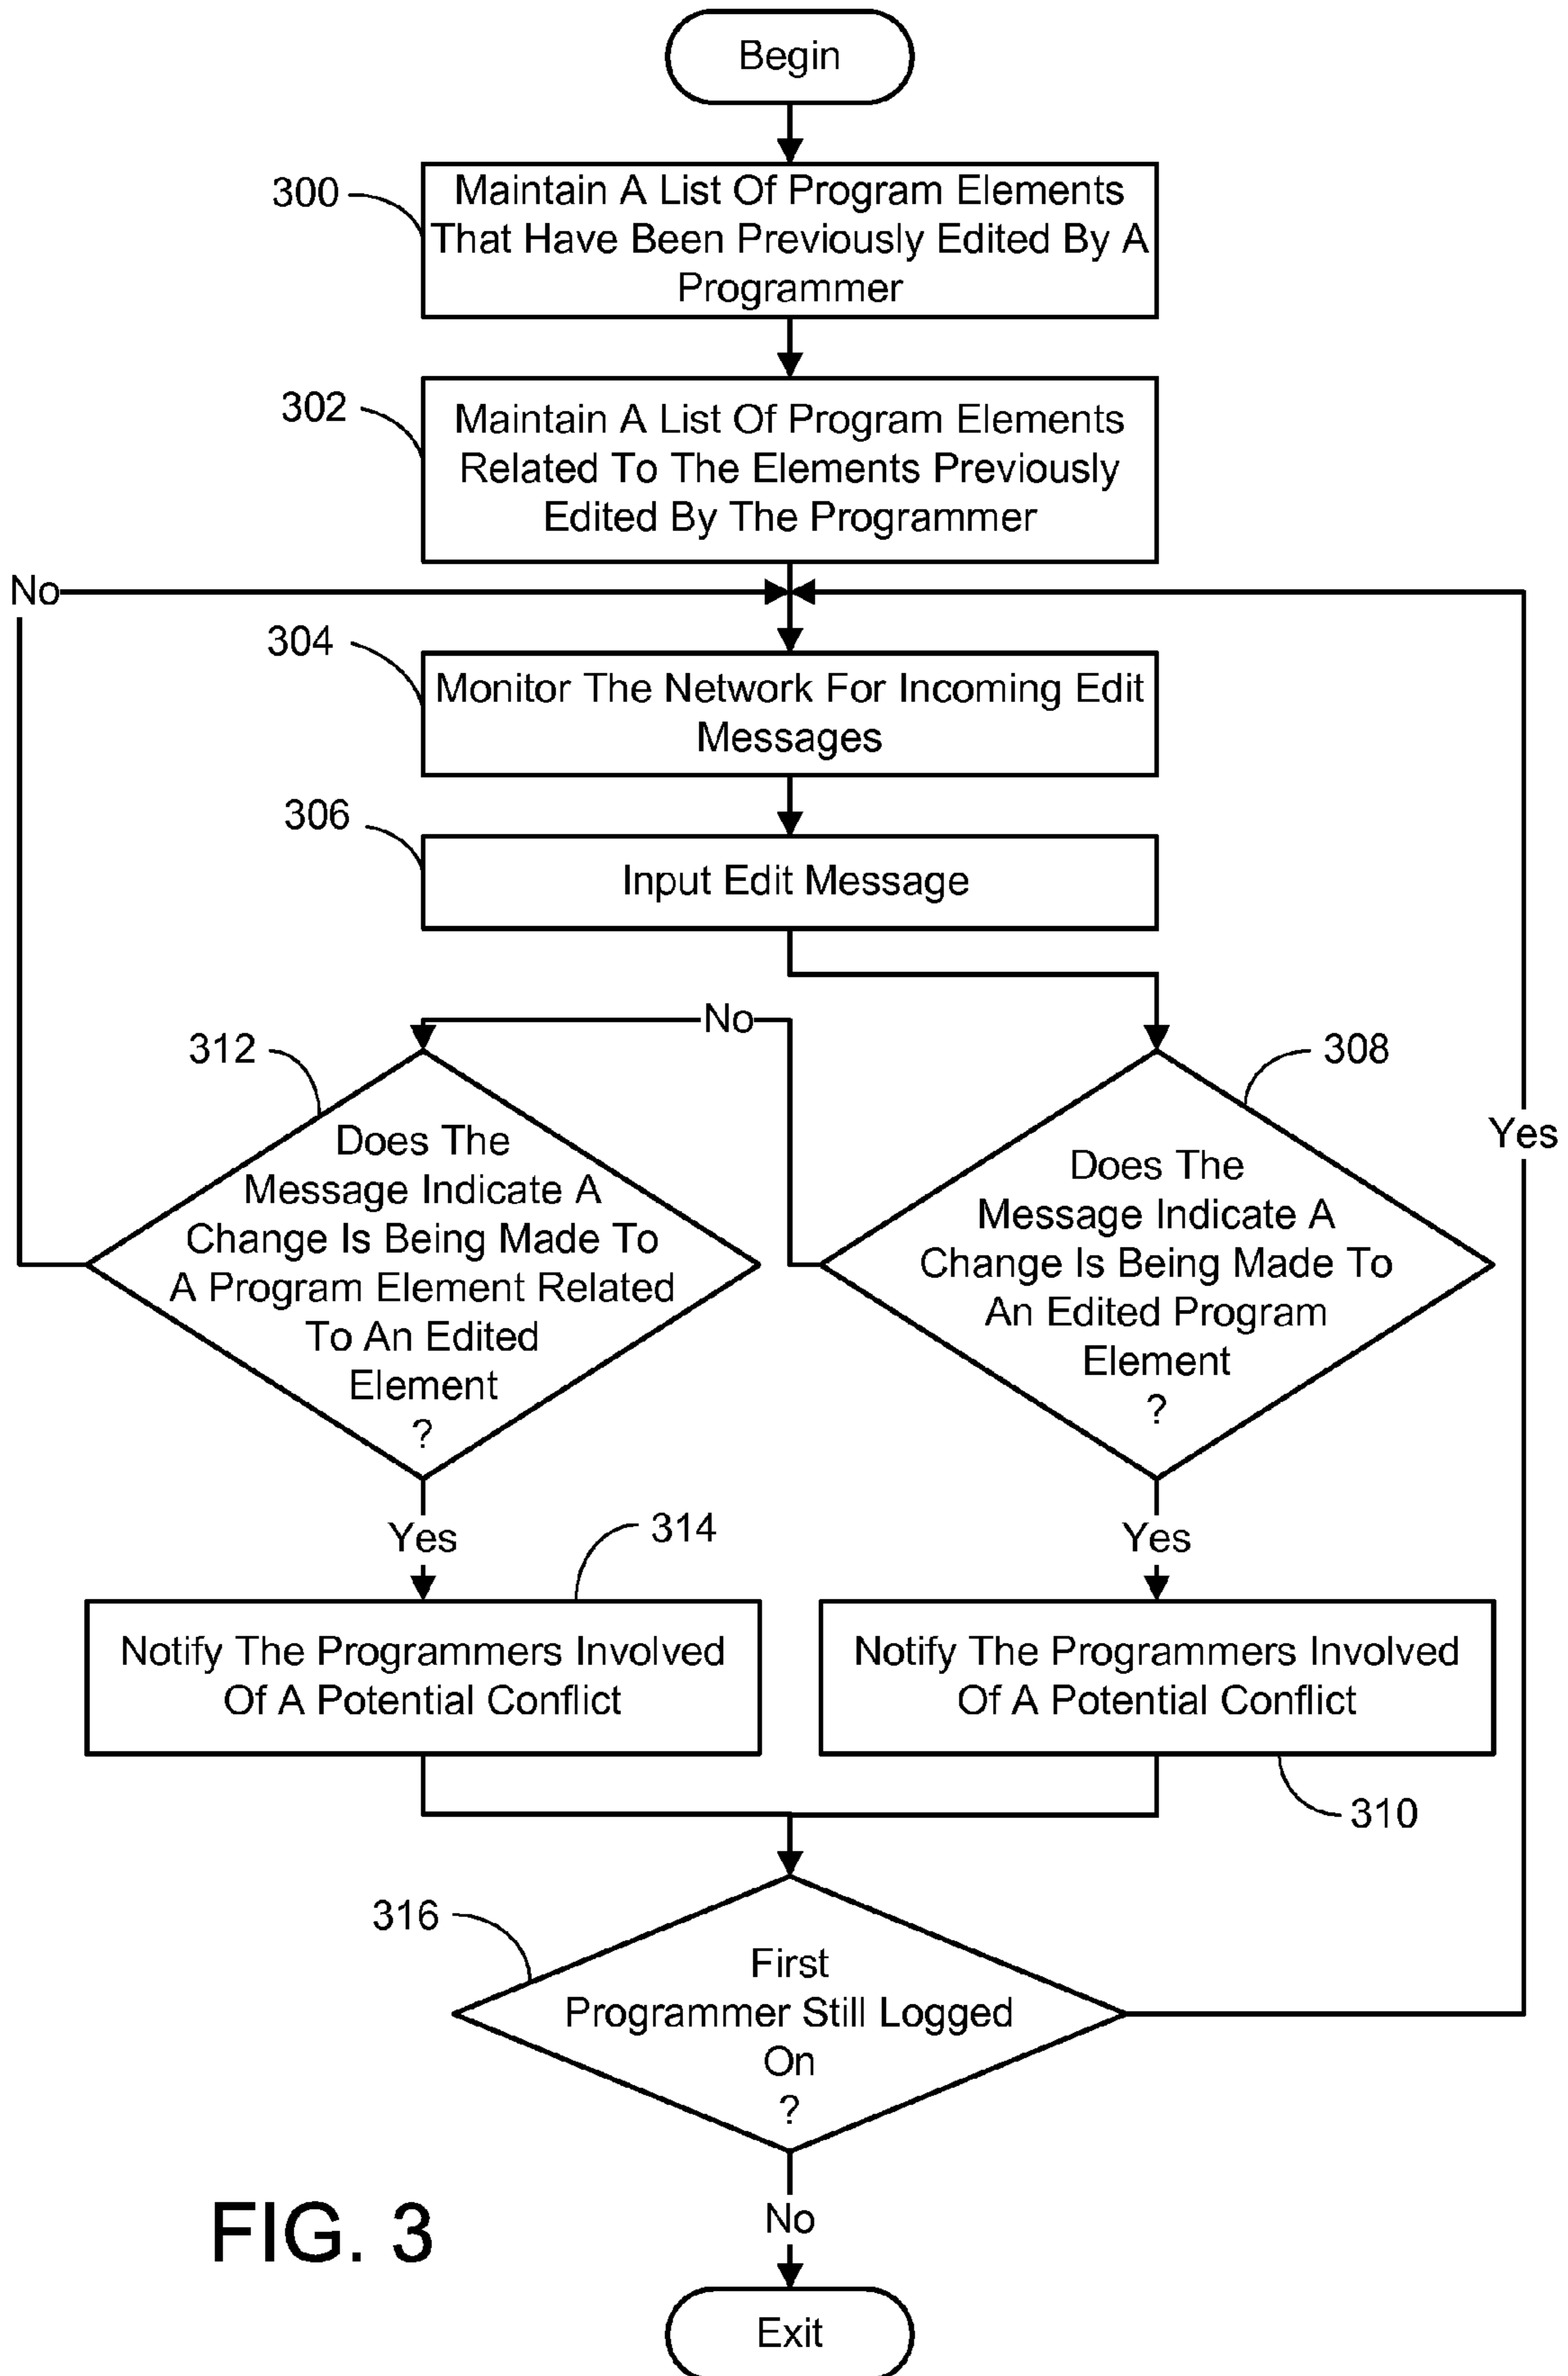 Begin
300
Maintain A List Of Program Elements
That Have Been Previously Edited By A
Programmer
302
Maintain A List Of Program Elements
Related To The Elements Previously
Edited By The Programmer
No
304
Monitor The Network For Incoming Edit
Messages
306
Input Edit Message
No
312
Does The
Message Indicate A
Change Is Being Made To
A Program Element Related
To An Edited
Element
?
308
Does The
Message Indicate A
Change Is Being Made To
An Edited Program
Element
?
Yes
Yes
314
Yes
Notify The Programmers Involved
Of A Potential Conflict
Notify The Programmers Involved
Of A Potential Conflict
310
316
First
Programmer Still Logged
On
?
No
FIG. 3
Exit